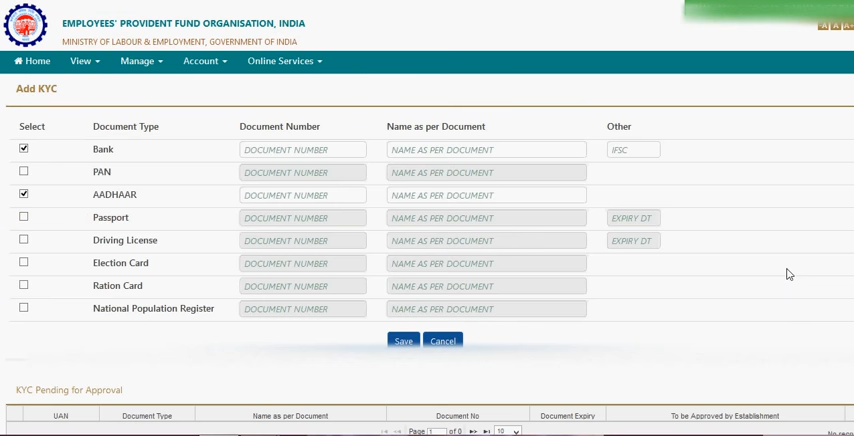 EMPLOYEES' PROVIDENT FUND ORGANISATION, INDIA
MINISTRY OF LABOUR & EMPLOYMENT, GOVERNMENT OF INDIA
-A A A+
Home View Manage Account Online Services
Add KYC
Select Document Type Document Number Name as per Document Other
Bank DOCUMENT NUMBER NAME AS PER DOCUMENT IFSC
PAN DOCUMENT NUMBER NAME AS PER DOCUMENT
AADHAAR DOCUMENT NUMBER NAME AS PER DOCUMENT
Passport DOCUMENT NUMBER NAME AS PER DOCUMENT EXPIRY DT
Driving License DOCUMENT NUMBER NAME AS PER DOCUMENT EXPIRY DT
Election Card DOCUMENT NUMBER NAME AS PER DOCUMENT
Ration Card DOCUMENT NUMBER NAME AS PER DOCUMENT
National Population Register DOCUMENT NUMBER NAME AS PER DOCUMENT
Save Cancel
KYC Pending for Approval
UAN Document Type Name as per Document Document No Document Expiry To be Approved by Establishment
Page 1 of 0 10 No reco